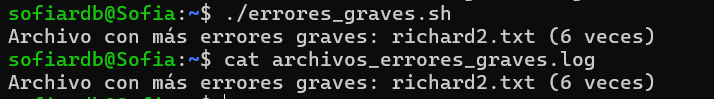 sofiardb@Sofia:~$ ./errores_graves.sh
Archivo con más errores graves: richard2.txt (6 veces)
sofiardb@Sofia:~$ cat archivos_errores_graves.log
Archivo con más errores graves: richard2.txt (6 veces)
sofiardb@Sofia:~$